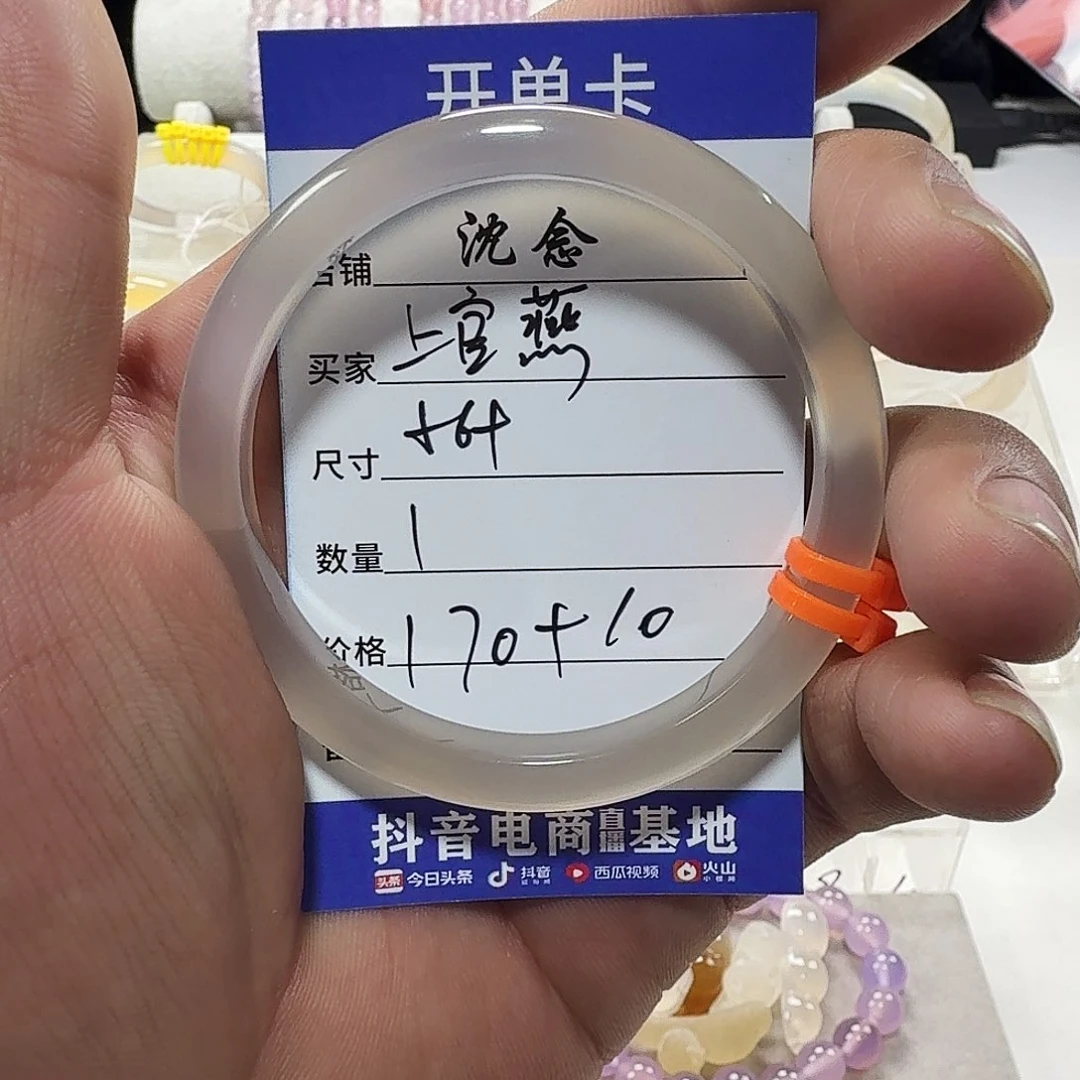 开单卡
店铺 沈念
买家 上官燕
尺寸
数量 1
价格 170+10
抖音电商直播基地
今日头条 抖音 西瓜视频 火山